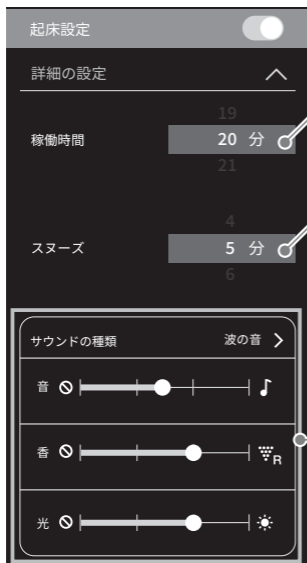 起床設定
詳細の設定
19
稼働時間 20 分
21
4
スヌーズ 5 分
6
サウンドの種類 波の音
音
香 R
光